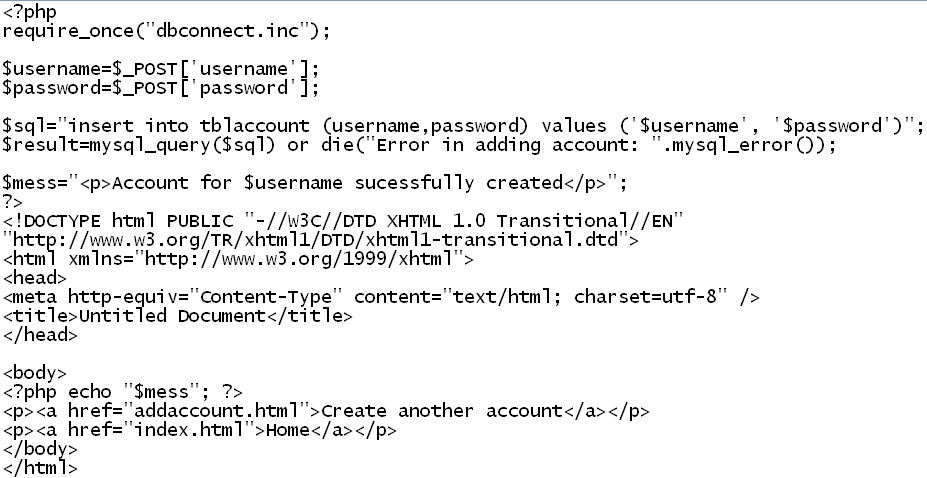 <?php
require_once("dbconnect.inc");
$username=$_POST['username'];
$password=$_POST['password'];
$sql="insert into tblaccount (username,password) values ('$username', '$password')";
$result=mysql_query($sql) or die("Error in adding account: ".mysql_error());
$mess="<p>Account for $username sucessfully created</p>";
?>
<!DOCTYPE html PUBLIC "-//W3C//DTD XHTML 1.0 Transitional//EN"
"http://www.w3.org/TR/xhtml1/DTD/xhtml1-transitional.dtd">
<html xmlns="http://www.w3.org/1999/xhtml">
<head>
<meta http-equiv="Content-Type" content="text/html; charset=utf-8" />
<title>Untitled Document</title>
</head>
<body>
<?php echo "$mess"; ?>
<p><a href="addaccount.html">Create another account</a></p>
<p><a href="index.html">Home</a></p>
</body>
</html>